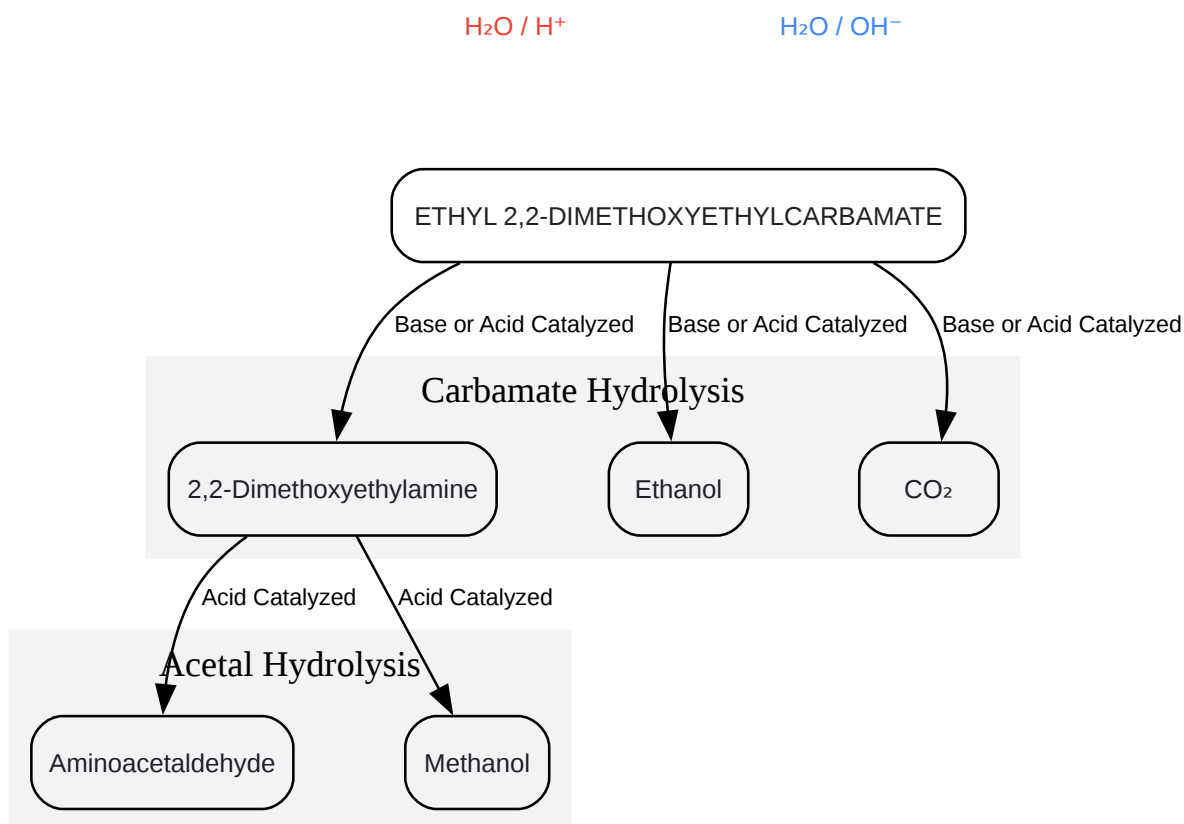 H₂O / H⁺
H₂O / OH⁻
ETHYL 2,2-DIMETHOXYETHYLCARBAMATE
Base or Acid Catalyzed
Base or Acid Catalyzed
Base or Acid Catalyzed
Carbamate Hydrolysis
2,2-Dimethoxyethylamine
Ethanol
CO₂
Acid Catalyzed
Acid Catalyzed
Acetal Hydrolysis
Aminoacetaldehyde
Methanol